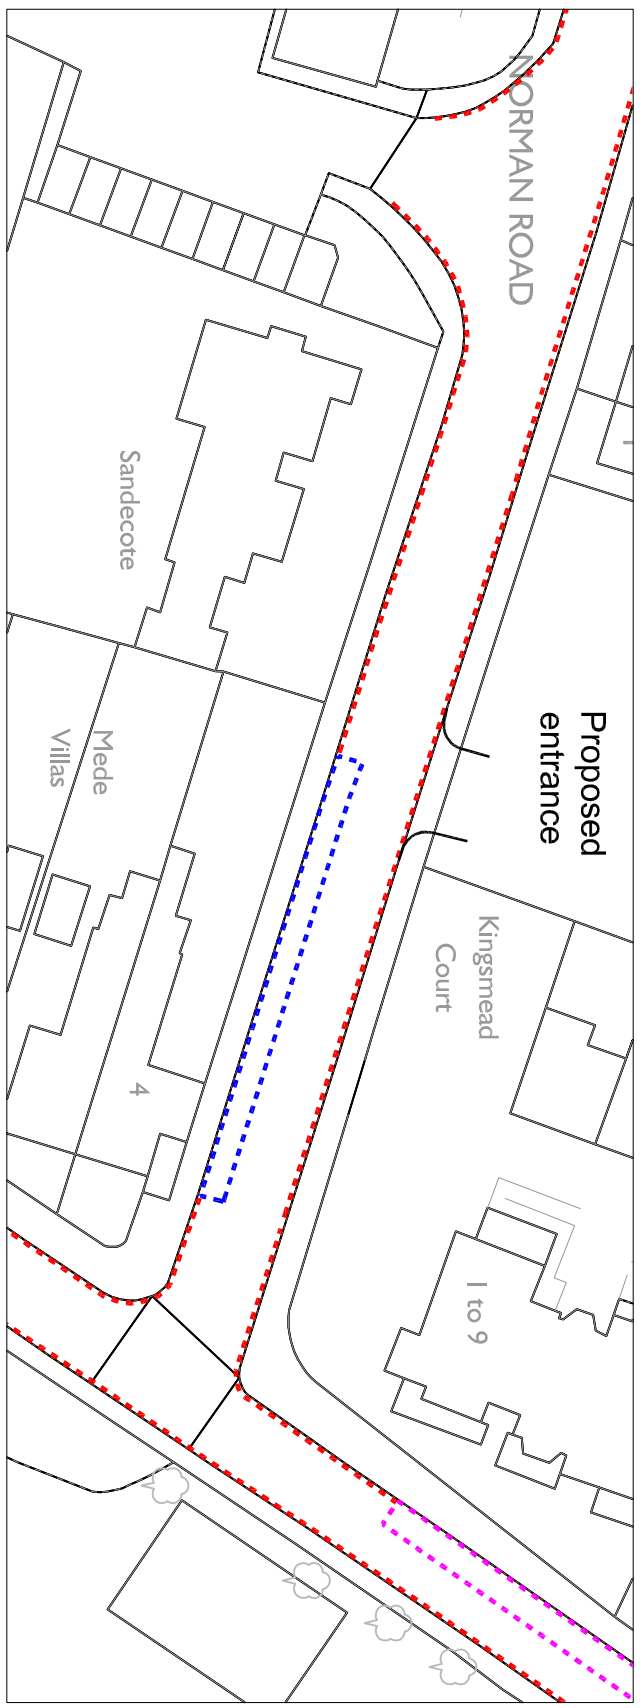 NORMAN ROAD
Sandecote
Proposed
entrance
Mede
Villas
Kingsmead
Court
4
1 to 9